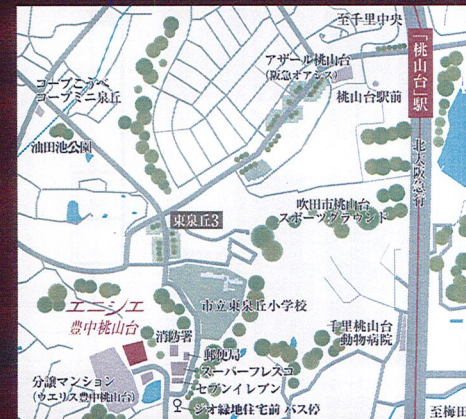 至千里中央
「桃山台」駅
アザール桃山台
(阪急オアシス)
桃山台駅前
コープこうべ
コープミニ泉丘
油田池公園
北大阪急行
吹田市桃山台
スポーツグラウンド
東泉丘3
エニシエ
豊中桃山台
市立東泉丘小学校
消防署
千里桃山台
動物病院
郵便局
スーパーフレスコ
セブンイレブン
分譲マンション
(ウエリス豊中桃山台)
ジオ緑地住宅前 バス停
至梅田